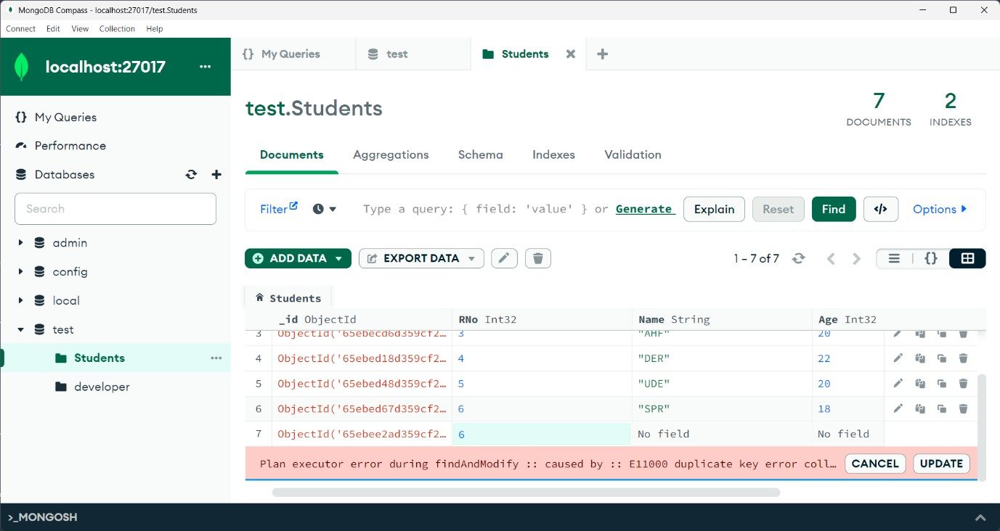 MongoDB Compass - localhost:27017/test.Students
Connect Edit View Collection Help
localhost:27017 ...
{} My Queries
test
Students
My Queries
Performance
Databases
Search
admin
config
local
test
Students
developer
test.Students
7
DOCUMENTS
2
INDEXES
Documents Aggregations Schema Indexes Validation
Filter Type a query: { field: 'value' } or Generate Explain Reset Find </> Options
ADD DATA EXPORT DATA 1 – 7 of 7 {}
Students
_id ObjectId RNo Int32 Name String Age Int32
3 ObjectId('65ebecd6d359cf2… 3 "AHF" 20
4 ObjectId('65ebed18d359cf2… 4 "DER" 22
5 ObjectId('65ebed48d359cf2… 5 "UDE" 20
6 ObjectId('65ebed67d359cf2… 6 "SPR" 18
7 ObjectId('65ebee2ad359cf2… 6 No field No field
Plan executor error during findAndModify :: caused by :: E11000 duplicate key error coll… CANCEL UPDATE
>_MONGOSH